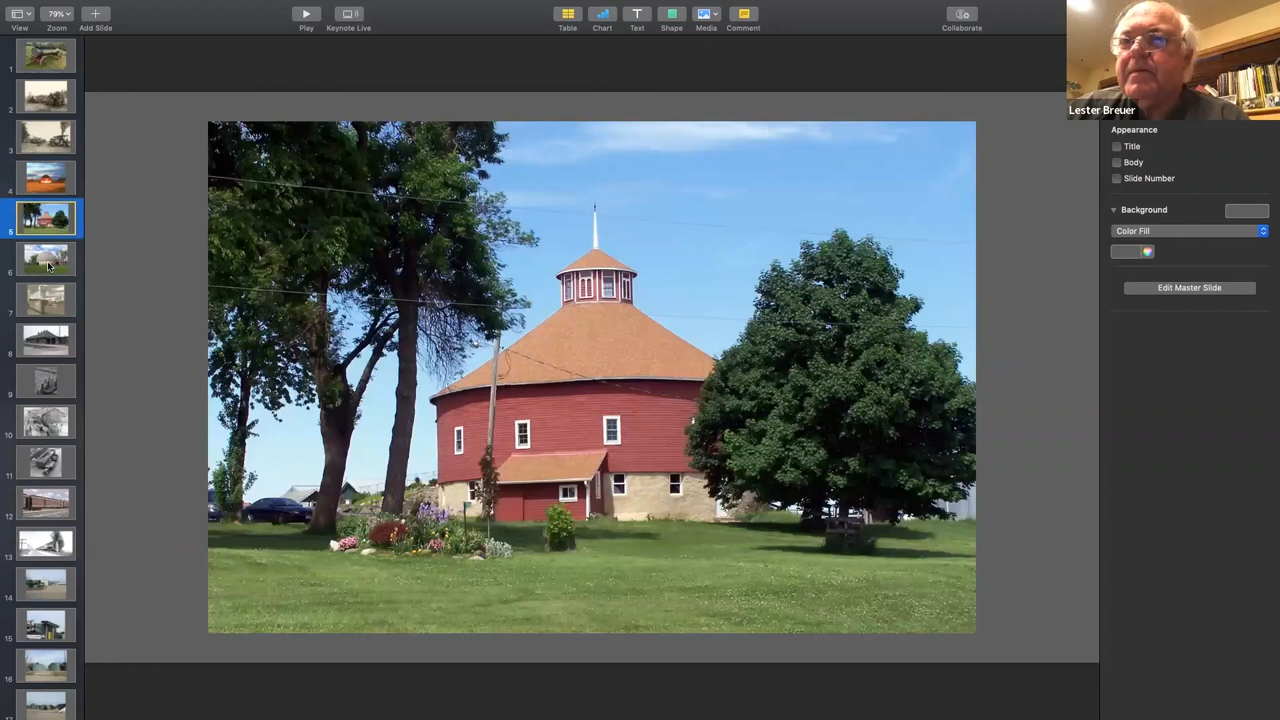 View
79%
Zoom
Add Slide
Play
Keynote Live
Table
Chart
Text
Shape
Media
Comment
Collaborate
Lester Breuer
1
2
3
4
5
6
7
8
9
10
11
12
13
14
15
16
Appearance
Title
Body
Slide Number
Background
Color Fill
Edit Master Slide